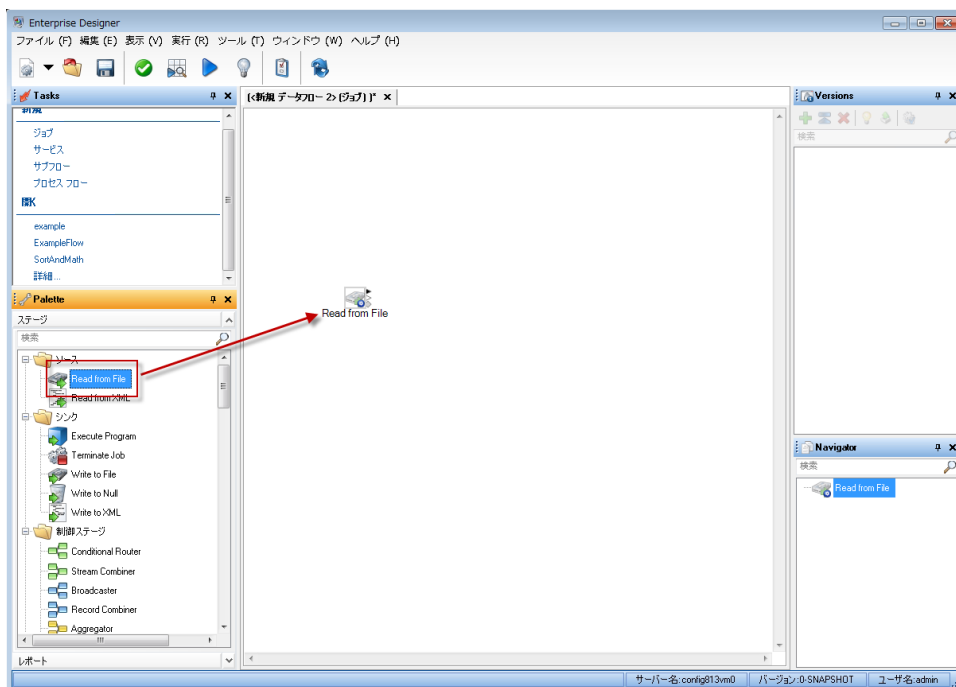 Enterprise Designer
ファイル (F) 編集 (E) 表示 (V) 実行 (R) ツール (T) ウィンドウ (W) ヘルプ (H)
Tasks
新規
ジョブ
サービス
サブフロー
プロセス フロー
開K
example
ExampleFlow
SortAndMath
詳細...
Palette
ステージ
検索
ソース
Read from File
Read from XML
シンク
Execute Program
Terminate Job
Write to File
Write to Null
Write to XML
制御ステージ
Conditional Router
Stream Combiner
Broadcaster
Record Combiner
Aggregator
レポート
[<新規 データフロー 2> (ジョブ) ]*
Read from File
Versions
検索
Navigator
検索
Read from File
サーバー名:config813vm0 バージョン:0-SNAPSHOT ユーザ名:admin